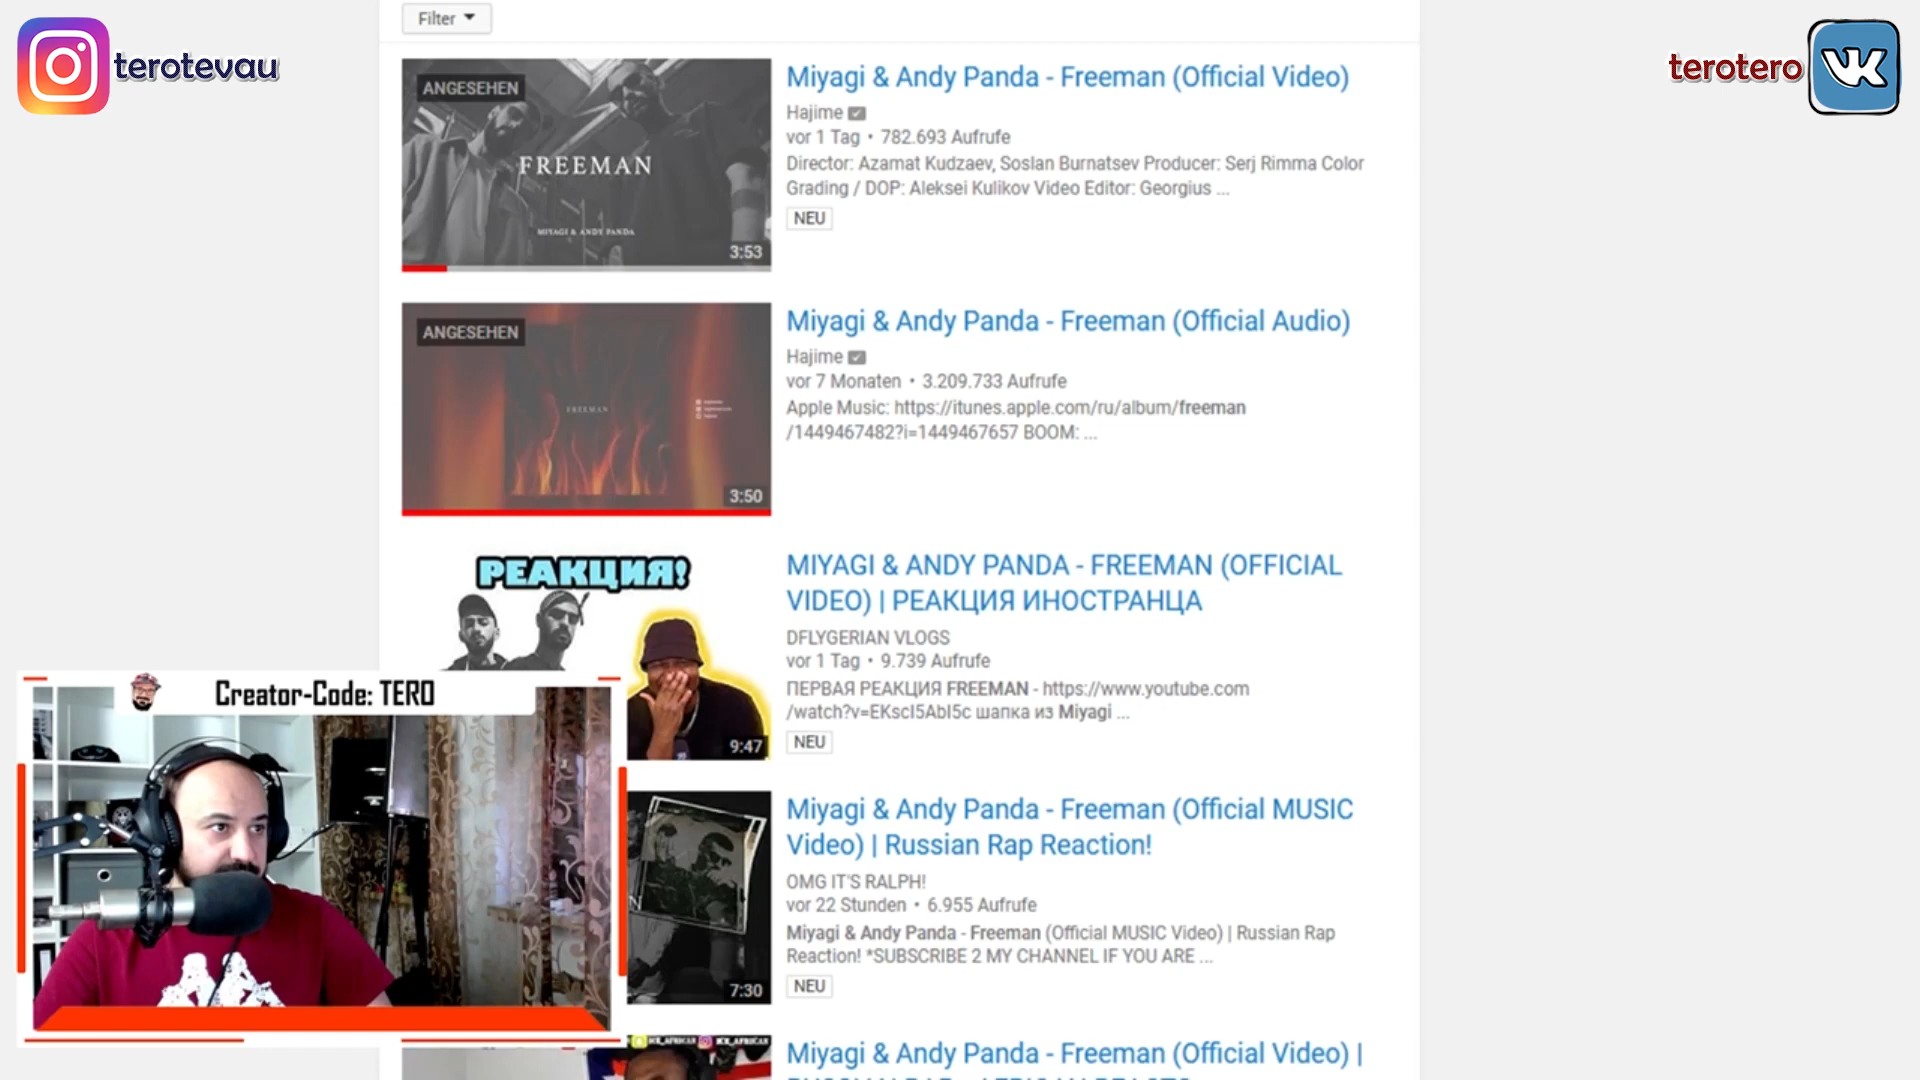 Filter
terotevau
terotero
ANGESEHEN
FREEMAN
MIYAGI & ANDY PANDA
3:53
Miyagi & Andy Panda - Freeman (Official Video)
Hajime
vor 1 Tag • 782.693 Aufrufe
Director: Azamat Kudzaev, Soslan Burnatsev Producer: Serj Rimma Color
Grading / DOP: Aleksei Kulikov Video Editor: Georgius ...
NEU
ANGESEHEN
FREEMAN
3:50
Miyagi & Andy Panda - Freeman (Official Audio)
Hajime
vor 7 Monaten • 3.209.733 Aufrufe
Apple Music: https://itunes.apple.com/ru/album/freeman
/1449467482?i=1449467657 BOOM: ...
РЕАКЦИЯ!
9:47
MIYAGI & ANDY PANDA - FREEMAN (OFFICIAL
VIDEO) | РЕАКЦИЯ ИНОСТРАНЦА
DFLYGERIAN VLOGS
vor 1 Tag • 9.739 Aufrufe
ПЕРВАЯ РЕАКЦИЯ FREEMAN - https://www.youtube.com
/watch?v=EKscI5AbI5c шапка из Miyagi ...
NEU
Creator-Code: TERO
7:30
Miyagi & Andy Panda - Freeman (Official MUSIC
Video) | Russian Rap Reaction!
OMG IT'S RALPH!
vor 22 Stunden • 6.955 Aufrufe
Miyagi & Andy Panda - Freeman (Official MUSIC Video) | Russian Rap
Reaction! *SUBSCRIBE 2 MY CHANNEL IF YOU ARE ...
NEU
Miyagi & Andy Panda - Freeman (Official Video) |